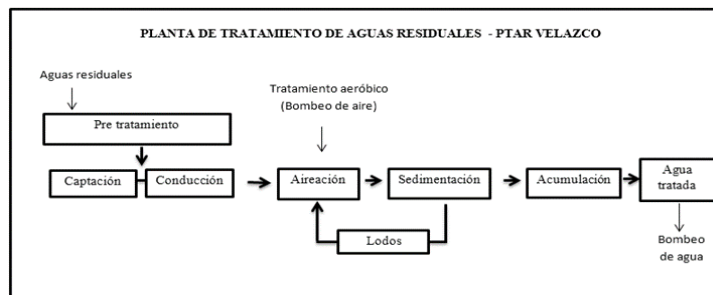 PLANTA DE TRATAMIENTO DE AGUAS RESIDUALES - PTAR VELAZCO
Aguas residuales
Tratamiento aeróbico
(Bombeo de aire)
Pre tratamiento
Captación
Conducción
Aireación
Sedimentación
Acumulación
Agua
tratada
Lodos
Bombeo
de agua